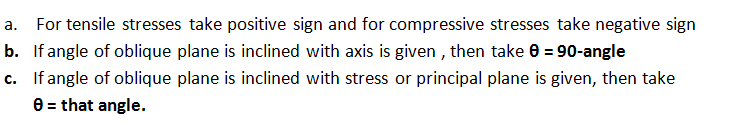 a. For tensile stresses take positive sign and for compressive stresses take negative sign
b. If angle of oblique plane is inclined with axis is given , then take θ = 90-angle
c. If angle of oblique plane is inclined with stress or principal plane is given, then take
θ = that angle.